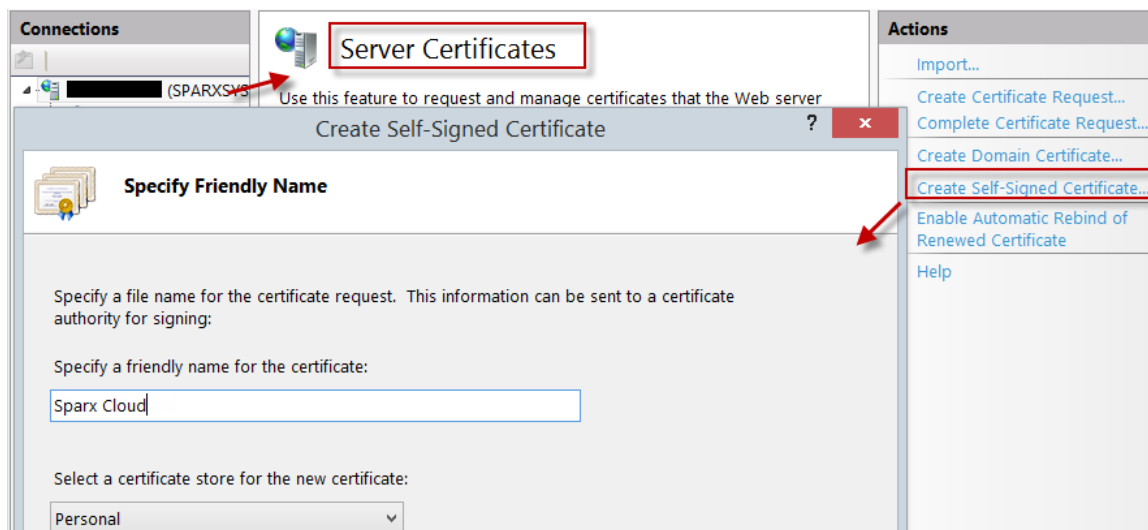 Connections
(SPARXSYS
Server Certificates
Use this feature to request and manage certificates that the Web server
Actions
Import...
Create Certificate Request...
Complete Certificate Request...
Create Domain Certificate...
Create Self-Signed Certificate...
Enable Automatic Rebind of
Renewed Certificate
Help
Create Self-Signed Certificate
?
x
Specify Friendly Name
Specify a file name for the certificate request.  This information can be sent to a certificate
authority for signing:
Specify a friendly name for the certificate:
Sparx Cloud
Select a certificate store for the new certificate:
Personal